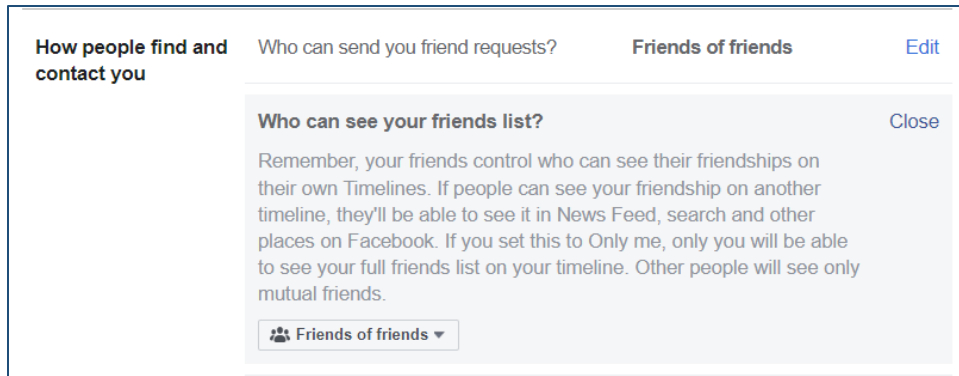 How people find and
contact you
Who can send you friend requests?
Friends of friends
Edit
Who can see your friends list?
Close
Remember, your friends control who can see their friendships on
their own Timelines. If people can see your friendship on another
timeline, they'll be able to see it in News Feed, search and other
places on Facebook. If you set this to Only me, only you will be able
to see your full friends list on your timeline. Other people will see only
mutual friends.
Friends of friends